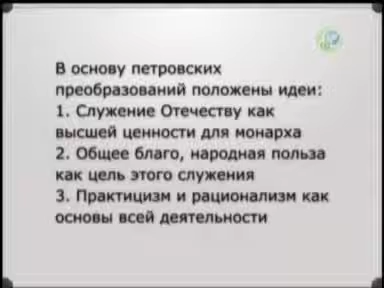 В основу петровских
преобразований положены идеи:
1. Служение Отечеству как
высшей ценности для монарха
2. Общее благо, народная польза
как цель этого служения
3. Практицизм и рационализм как
основы всей деятельности